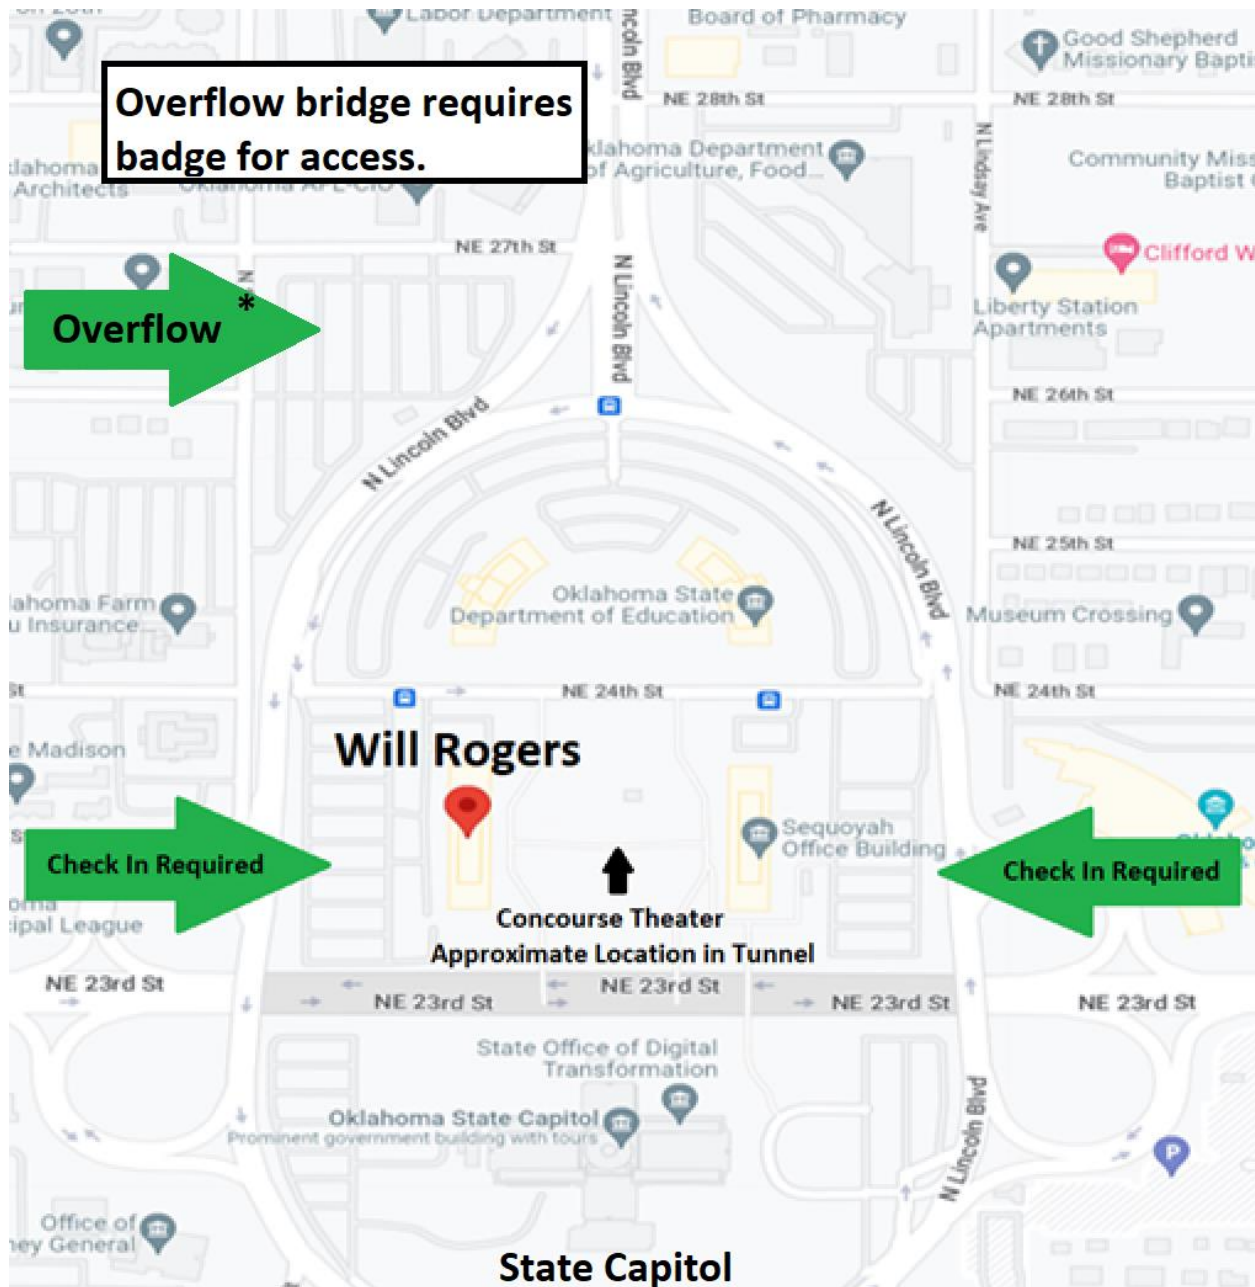 Labor Department
Board of Pharmacy
Good Shepherd
Missionary Bapti
Overflow bridge requires
badge for access.
NE 28th St
NE 28th St
N Lindsay Ave
Oklahoma Department
of Agriculture, Food...
Community Miss
Baptist
Architects
Oklahoma AFL-CIO
NE 27th St
N Lincoln Blvd
Clifford W
Overflow *
Liberty Station
Apartments
NE 26th St
N Lincoln Blvd
N Lincoln Blvd
NE 25th St
Oklahoma State
Department of Education
Museum Crossing
lahoma Farm
u Insurance...
St
NE 24th St
NE 24th St
e Madison
Will Rogers
Sequoyah
Office Building
Check In Required
Check In Required
Concourse Theater
Approximate Location in Tunnel
ipal League
NE 23rd St
NE 23rd St
NE 23rd St
NE 23rd St
NE 23rd St
State Office of Digital
Transformation
Oklahoma State Capitol
Prominent government building with tours
N Lincoln Blvd
P
Office of
ney General
State Capitol